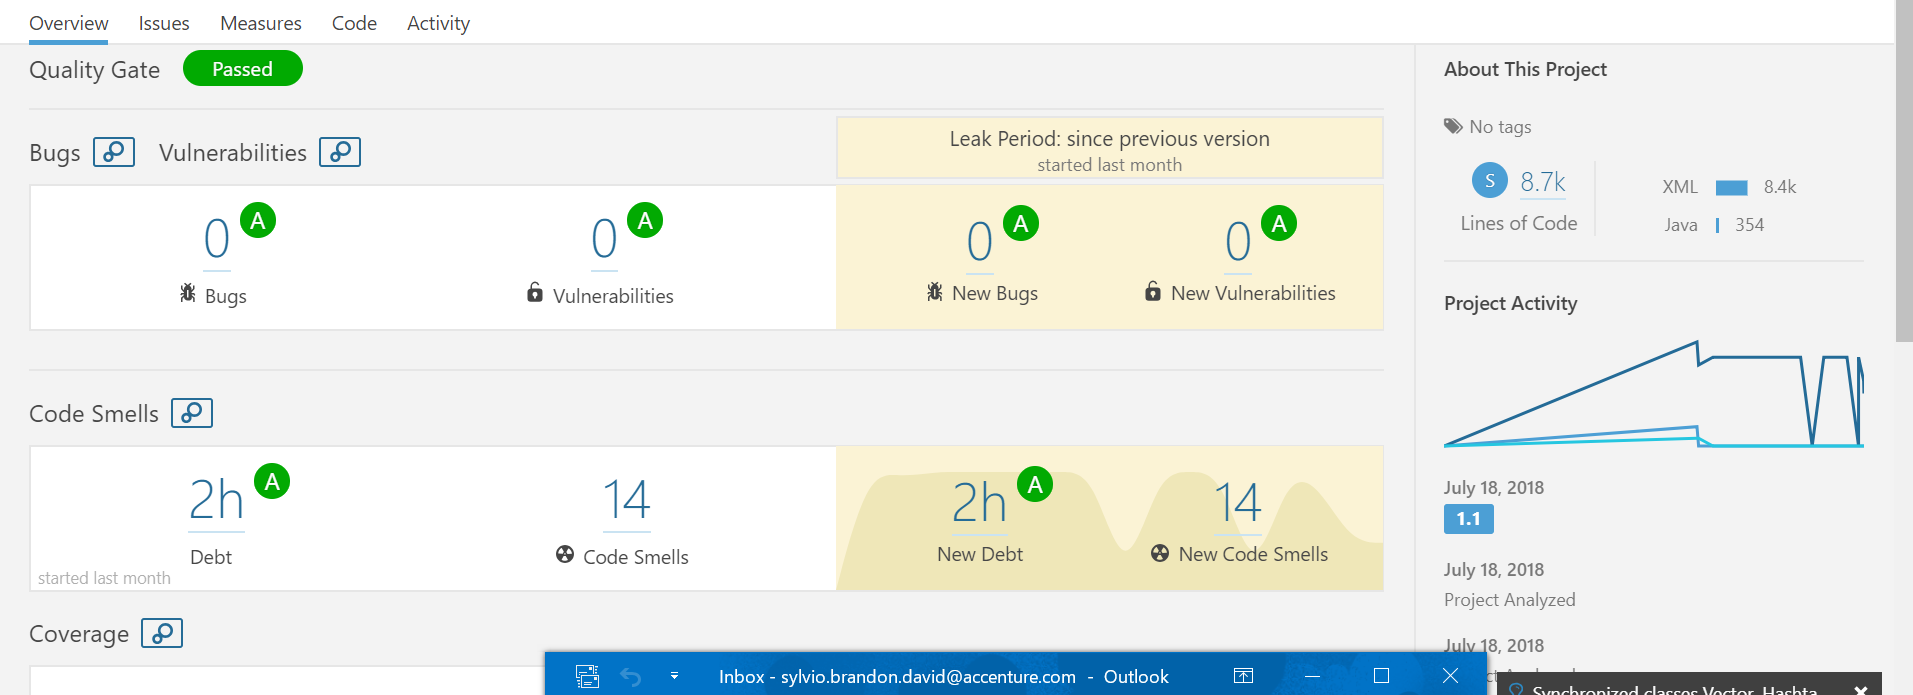 Overview Issues Measures Code Activity
Quality Gate Passed
Bugs Vulnerabilities
Leak Period: since previous version
started last month
0 A
Bugs
0 A
Vulnerabilities
0 A
New Bugs
0 A
New Vulnerabilities
Code Smells
2h A
Debt
started last month
14
Code Smells
2h A
New Debt
14
New Code Smells
Coverage
About This Project
No tags
S 8.7k
Lines of Code
XML 8.4k
Java 354
Project Activity
July 18, 2018
1.1
July 18, 2018
Project Analyzed
July 18, 2018
Inbox - sylvio.brandon.david@accenture.com - Outlook
Synchronized classes Vector, Hashta